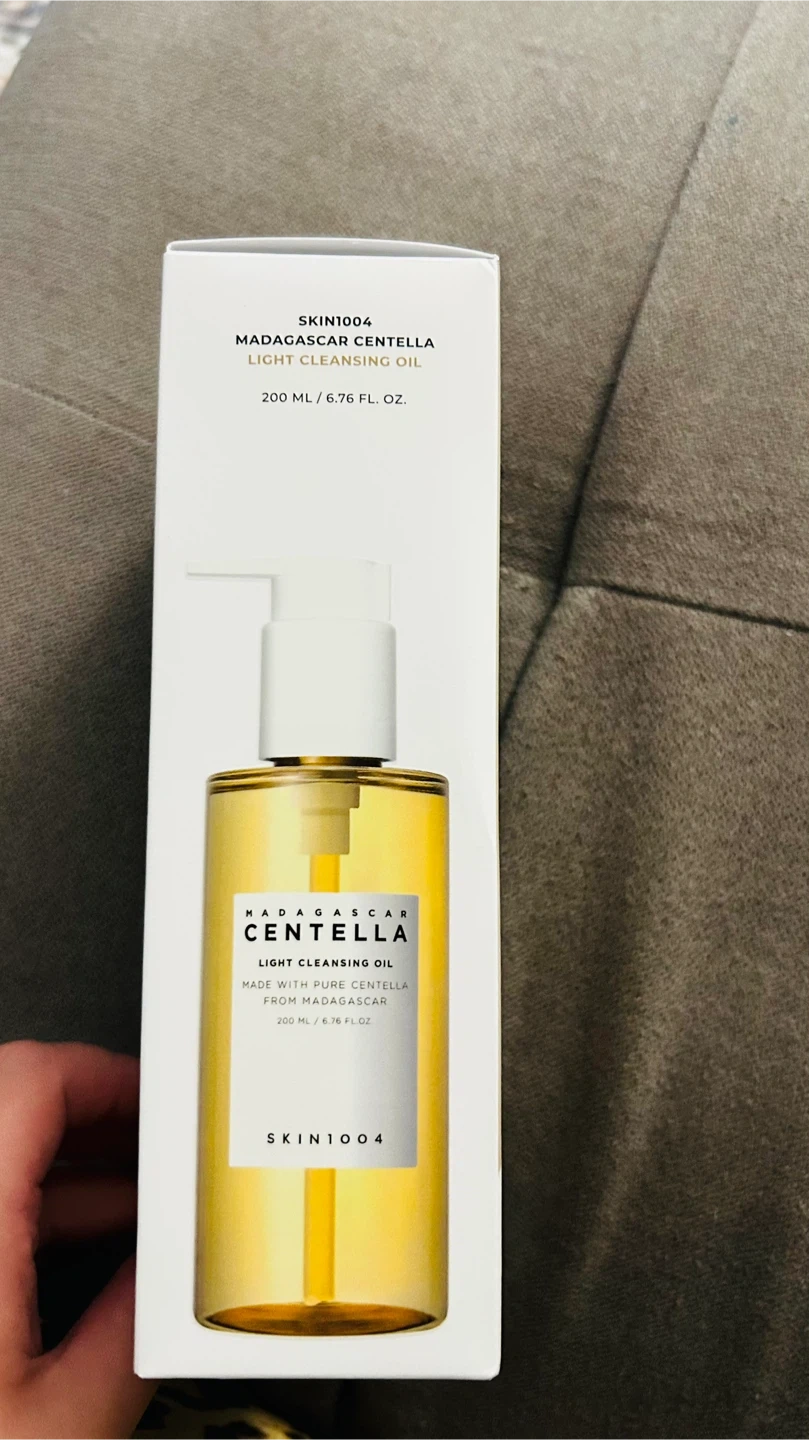 SKIN1004
MADAGASCAR CENTELLA
LIGHT CLEANSING OIL
200 ML / 6.76 FL. OZ.
MADAGASCAR
CENTELLA
LIGHT CLEANSING OIL
MADE WITH PURE CENTELLA
FROM MADAGASCAR
200 ML / 6.76 FL.OZ
SKIN1004